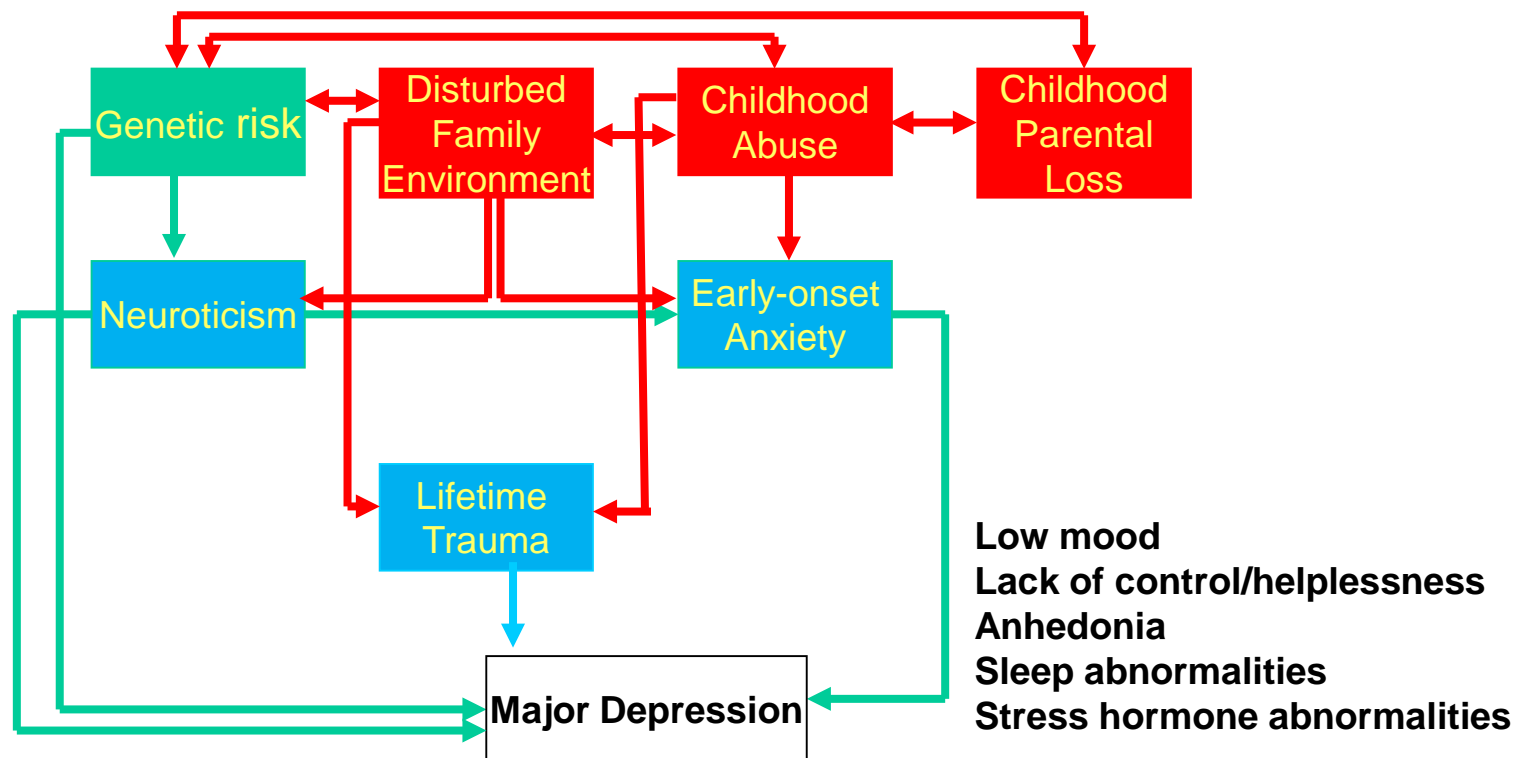 Genetic risk
Disturbed
Family
Environment
Childhood
Abuse
Childhood
Parental
Loss
Neuroticism
Early-onset
Anxiety
Lifetime
Trauma
Major Depression
Low mood
Lack of control/helplessness
Anhedonia
Sleep abnormalities
Stress hormone abnormalities